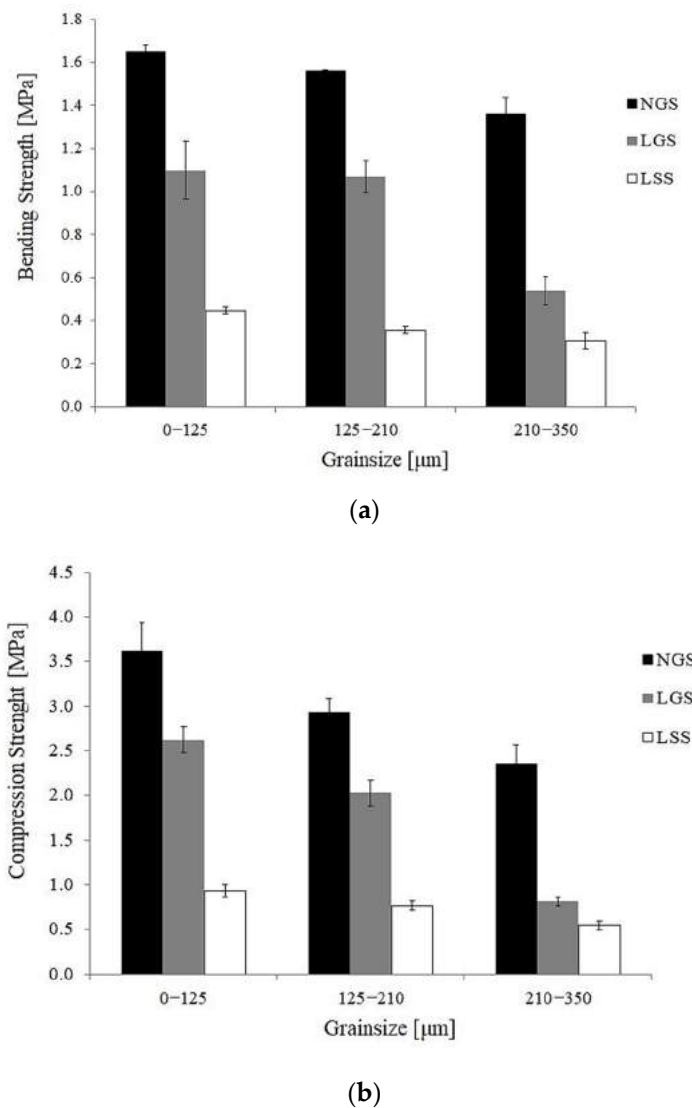 Bending Strength [MPa]
1.8
1.6
1.4
1.2
1.0
0.8
0.6
0.4
0.2
0.0
NGS
LGS
LSS
0−125
125−210
210−350
Grainsize [μm]
(a)
Compression Strenght [MPa]
4.5
4.0
3.5
3.0
2.5
2.0
1.5
1.0
0.5
0.0
NGS
LGS
LSS
0−125
125−210
210−350
Grainsize [μm]
(b)